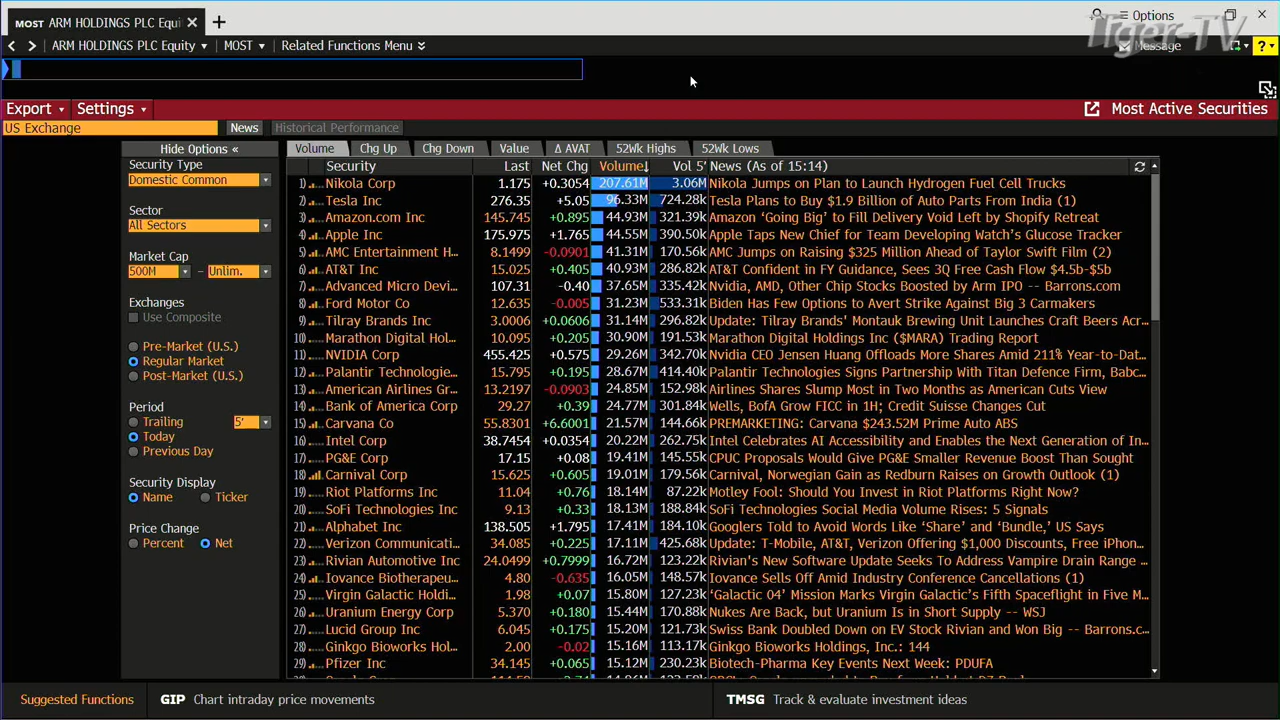 MOST ARM HOLDINGS PLC Equi
Options
ARM HOLDINGS PLC Equity MOST Related Functions Menu
Message
Tiger-TV
Export Settings Most Active Securities
US Exchange News Historical Performance
Hide Options « Volume Chg Up Chg Down Value Δ AVAT 52Wk Highs 52Wk Lows
Security Type
Domestic Common
Sector
All Sectors
Market Cap
500M – Unlim.
Exchanges
Use Composite
Pre-Market (U.S.)
Regular Market
Post-Market (U.S.)
Period
Trailing 5'
Today
Previous Day
Security Display
Name Ticker
Price Change
Percent Net
Security Last Net Chg Volume↓ Vol 5' News (As of 15:14)
1) Nikola Corp 1.175 +0.3054 207.61M 3.06M Nikola Jumps on Plan to Launch Hydrogen Fuel Cell Trucks
2) Tesla Inc 276.35 +5.05 96.33M 724.28k Tesla Plans to Buy $1.9 Billion of Auto Parts From India (1)
3) Amazon.com Inc 145.745 +0.895 44.93M 321.39k Amazon ‘Going Big’ to Fill Delivery Void Left by Shopify Retreat
4) Apple Inc 175.975 +1.765 44.55M 390.50k Apple Taps New Chief for Team Developing Watch’s Glucose Tracker
5) AMC Entertainment H... 8.1499 -0.0901 41.31M 170.56k AMC Jumps on Raising $325 Million Ahead of Taylor Swift Film (2)
6) AT&T Inc 15.025 +0.405 40.93M 286.82k AT&T Confident in FY Guidance, Sees 3Q Free Cash Flow $4.5b-$5b
7) Advanced Micro Devi... 107.31 -0.40 37.65M 335.42k Nvidia, AMD, Other Chip Stocks Boosted by Arm IPO -- Barrons.com
8) Ford Motor Co 12.635 -0.005 31.23M 533.31k Biden Has Few Options to Avert Strike Against Big 3 Carmakers
9) Tilray Brands Inc 3.0006 +0.0606 31.14M 296.82k Update: Tilray Brands' Montauk Brewing Unit Launches Craft Beers Acr...
10) Marathon Digital Hol... 10.095 +0.205 30.90M 191.53k Marathon Digital Holdings Inc ($MARA) Trading Report
11) NVIDIA Corp 455.425 +0.575 29.26M 342.70k Nvidia CEO Jensen Huang Offloads More Shares Amid 211% Year-to-Dat...
12) Palantir Technologie... 15.795 +0.195 28.67M 414.40k Palantir Technologies Signs Partnership With Titan Defence Firm, Babc...
13) American Airlines Gr... 13.2197 -0.0903 24.85M 152.98k Airlines Shares Slump Most in Two Months as American Cuts View
14) Bank of America Corp 29.27 +0.39 24.77M 301.84k Wells, BofA Grow FICC in 1H; Credit Suisse Changes Cut
15) Carvana Co 55.8301 +6.6001 21.57M 144.66k PREMARKETING: Carvana $243.52M Prime Auto ABS
16) Intel Corp 38.7454 +0.0354 20.22M 262.75k Intel Celebrates AI Accessibility and Enables the Next Generation of In...
17) PG&E Corp 17.15 +0.08 19.41M 145.55k CPUC Proposals Would Give PG&E Smaller Revenue Boost Than Sought
18) Carnival Corp 15.625 +0.605 19.01M 179.56k Carnival, Norwegian Gain as Redburn Raises on Growth Outlook (1)
19) Riot Platforms Inc 11.04 +0.76 18.14M 87.22k Motley Fool: Should You Invest in Riot Platforms Right Now?
20) SoFi Technologies Inc 9.13 +0.33 18.13M 188.84k SoFi Technologies Social Media Volume Rises: 5 Signals
21) Alphabet Inc 138.505 +1.795 17.41M 184.10k Googlers Told to Avoid Words Like ‘Share’ and ‘Bundle,’ US Says
22) Verizon Communicati... 34.085 +0.225 17.11M 425.68k Update: T-Mobile, AT&T, Verizon Offering $1,000 Discounts, Free iPhon...
23) Rivian Automotive Inc 24.0499 +0.7999 16.72M 123.22k Rivian's New Software Update Seeks To Address Vampire Drain Range ...
24) Iovance Biotherapeu... 4.80 -0.635 16.05M 148.57k Iovance Sells Off Amid Industry Conference Cancellations (1)
25) Virgin Galactic Holdi... 1.98 +0.07 15.80M 127.23k ‘Galactic 04’ Mission Marks Virgin Galactic’s Fifth Spaceflight in Five M...
26) Uranium Energy Corp 5.370 +0.180 15.44M 170.88k Nukes Are Back, but Uranium Is in Short Supply -- WSJ
27) Lucid Group Inc 6.045 +0.175 15.20M 121.73k Swiss Bank Doubled Down on EV Stock Rivian and Won Big -- Barrons.c...
28) Ginkgo Bioworks Hol... 2.00 -0.02 15.16M 113.17k Ginkgo Bioworks Holdings, Inc.: 144
29) Pfizer Inc 34.145 +0.065 15.12M 230.23k Biotech-Pharma Key Events Next Week: PDUFA
Suggested Functions GIP Chart intraday price movements TMSG Track & evaluate investment ideas